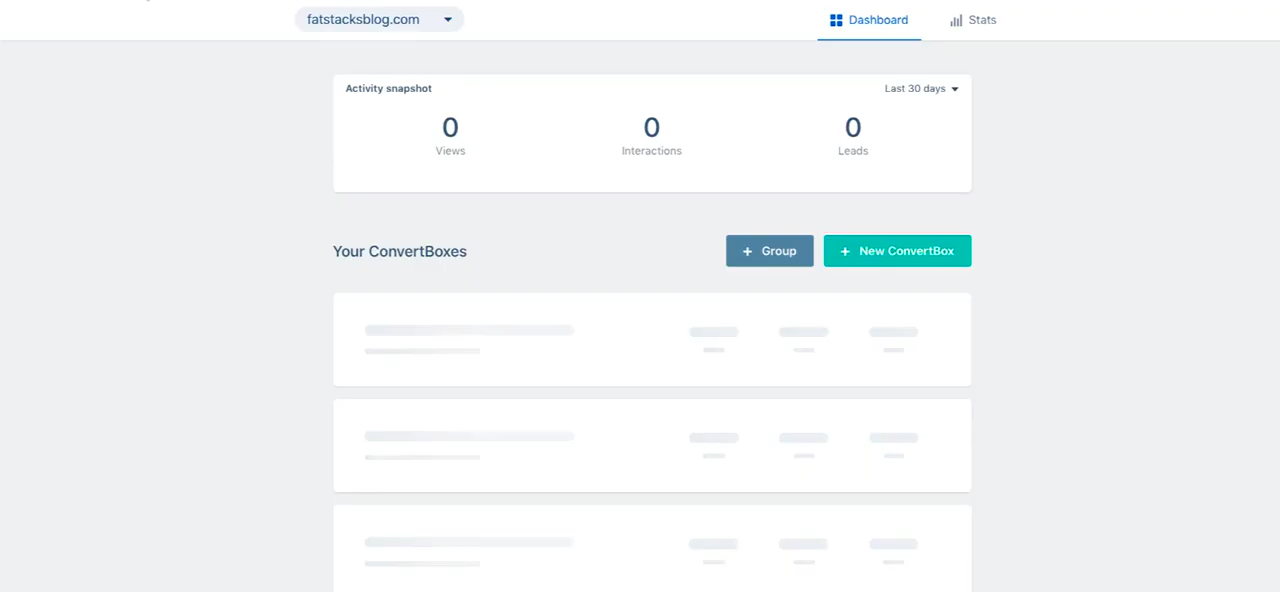 fatstacksblog.com
Dashboard
Stats
Activity snapshot
Last 30 days
0
0
0
Views
Interactions
Leads
Your ConvertBoxes
+ Group
+ New ConvertBox